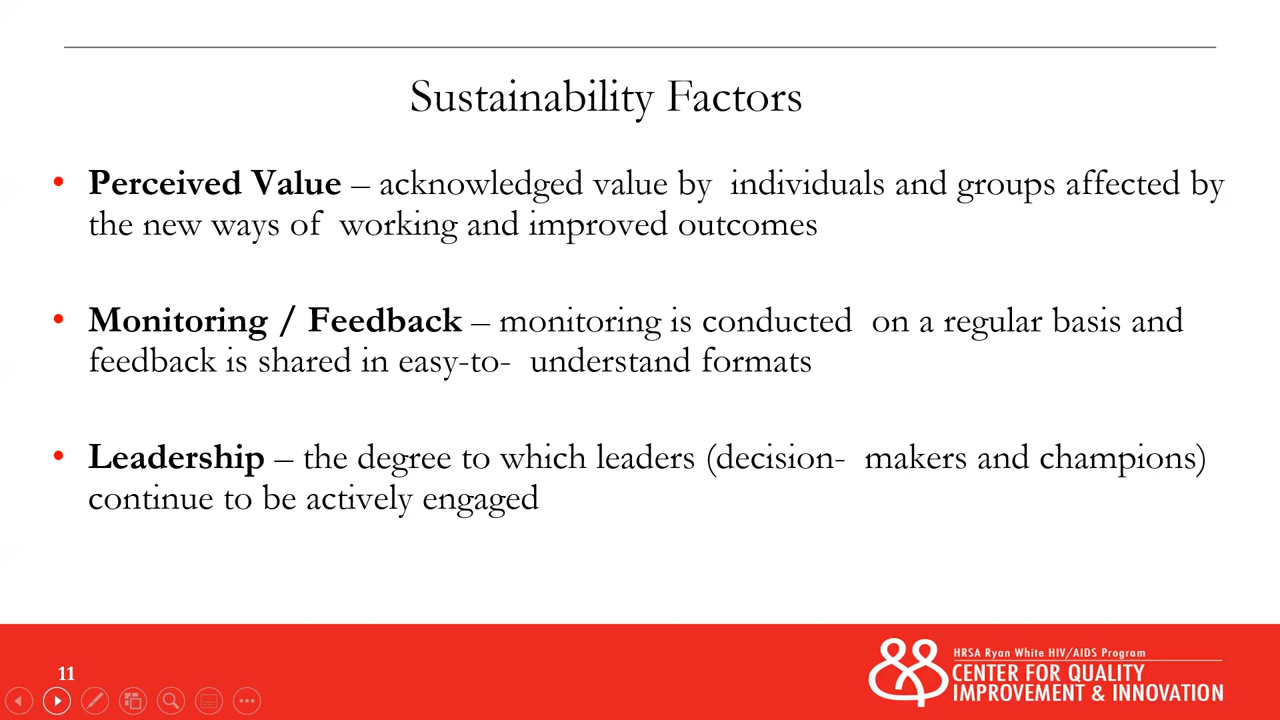 Sustainability Factors
• Perceived Value – acknowledged value by  individuals and groups affected by
the new ways of  working and improved outcomes
• Monitoring / Feedback – monitoring is conducted  on a regular basis and
feedback is shared in easy-to-  understand formats
• Leadership – the degree to which leaders (decision-  makers and champions)
continue to be actively engaged
11
HRSA Ryan White HIV/AIDS Program
CENTER FOR QUALITY
IMPROVEMENT & INNOVATION